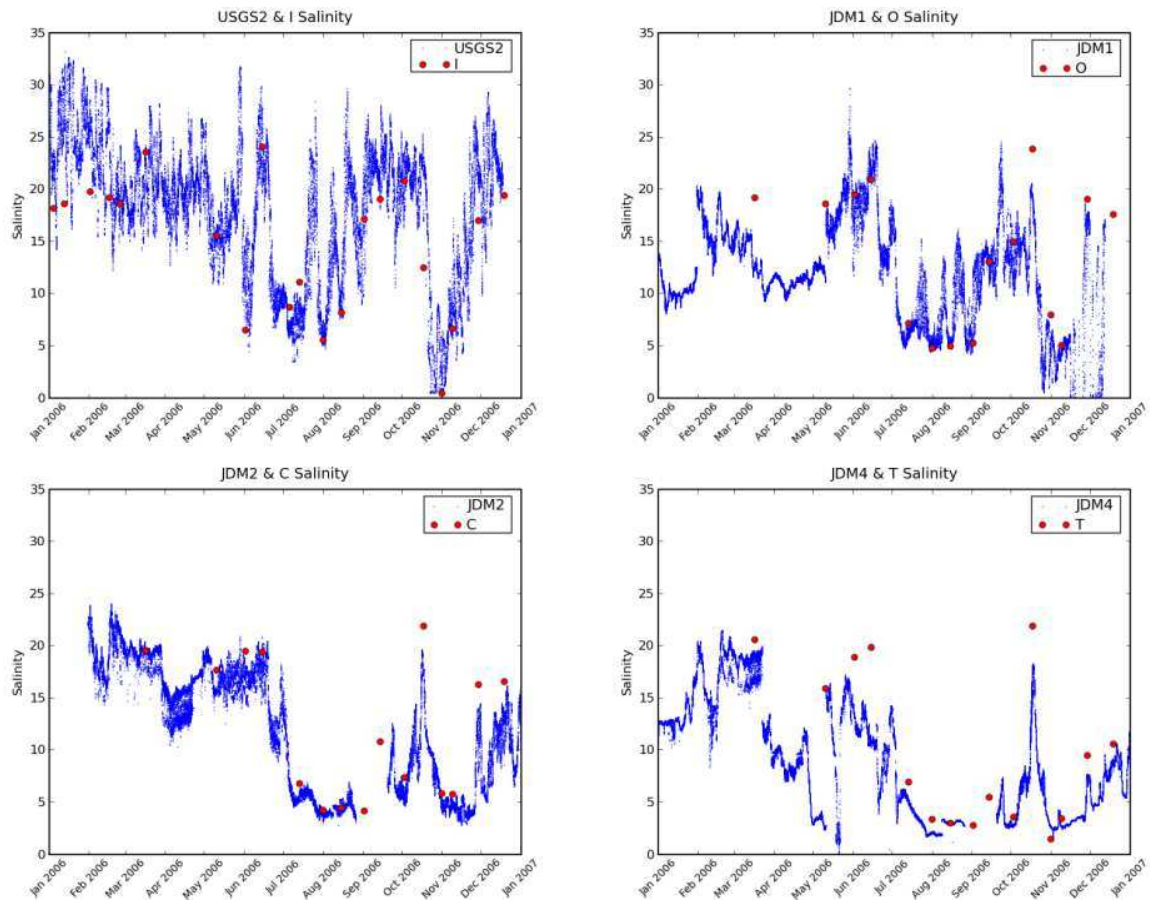 USGS2 & I Salinity
35
30
25
20
15
10
5
0
Salinity
USGS2
I
Jan 2006
Feb 2006
Mar 2006
Apr 2006
May 2006
Jun 2006
Jul 2006
Aug 2006
Sep 2006
Oct 2006
Nov 2006
Dec 2006
Jan 2007
JDM1 & O Salinity
35
30
25
20
15
10
5
0
Salinity
JDM1
O
Jan 2006
Feb 2006
Mar 2006
Apr 2006
May 2006
Jun 2006
Jul 2006
Aug 2006
Sep 2006
Oct 2006
Nov 2006
Dec 2006
Jan 2007
JDM2 & C Salinity
35
30
25
20
15
10
5
0
Salinity
JDM2
C
Jan 2006
Feb 2006
Mar 2006
Apr 2006
May 2006
Jun 2006
Jul 2006
Aug 2006
Sep 2006
Oct 2006
Nov 2006
Dec 2006
Jan 2007
JDM4 & T Salinity
35
30
25
20
15
10
5
0
Salinity
JDM4
T
Jan 2006
Feb 2006
Mar 2006
Apr 2006
May 2006
Jun 2006
Jul 2006
Aug 2006
Sep 2006
Oct 2006
Nov 2006
Dec 2006
Jan 2007